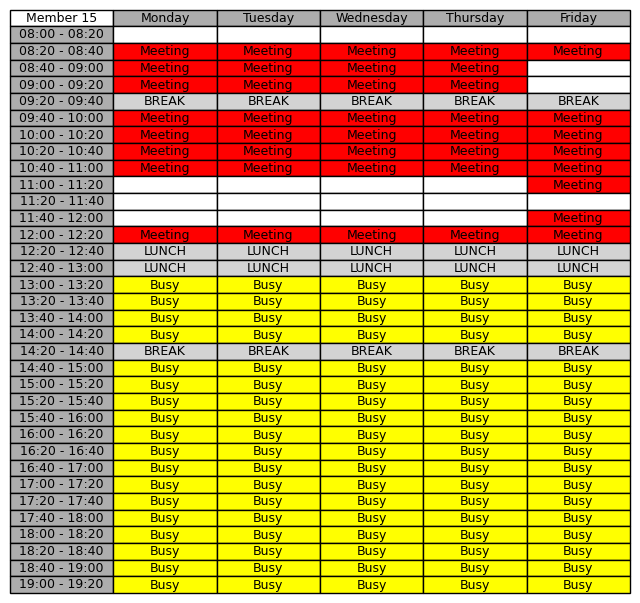 Member 15 Monday Tuesday Wednesday Thursday Friday
08:00 - 08:20
08:20 - 08:40 Meeting Meeting Meeting Meeting Meeting
08:40 - 09:00 Meeting Meeting Meeting Meeting
09:00 - 09:20 Meeting Meeting Meeting Meeting
09:20 - 09:40 BREAK BREAK BREAK BREAK BREAK
09:40 - 10:00 Meeting Meeting Meeting Meeting Meeting
10:00 - 10:20 Meeting Meeting Meeting Meeting Meeting
10:20 - 10:40 Meeting Meeting Meeting Meeting Meeting
10:40 - 11:00 Meeting Meeting Meeting Meeting Meeting
11:00 - 11:20 Meeting
11:20 - 11:40
11:40 - 12:00 Meeting
12:00 - 12:20 Meeting Meeting Meeting Meeting Meeting
12:20 - 12:40 LUNCH LUNCH LUNCH LUNCH LUNCH
12:40 - 13:00 LUNCH LUNCH LUNCH LUNCH LUNCH
13:00 - 13:20 Busy Busy Busy Busy Busy
13:20 - 13:40 Busy Busy Busy Busy Busy
13:40 - 14:00 Busy Busy Busy Busy Busy
14:00 - 14:20 Busy Busy Busy Busy Busy
14:20 - 14:40 BREAK BREAK BREAK BREAK BREAK
14:40 - 15:00 Busy Busy Busy Busy Busy
15:00 - 15:20 Busy Busy Busy Busy Busy
15:20 - 15:40 Busy Busy Busy Busy Busy
15:40 - 16:00 Busy Busy Busy Busy Busy
16:00 - 16:20 Busy Busy Busy Busy Busy
16:20 - 16:40 Busy Busy Busy Busy Busy
16:40 - 17:00 Busy Busy Busy Busy Busy
17:00 - 17:20 Busy Busy Busy Busy Busy
17:20 - 17:40 Busy Busy Busy Busy Busy
17:40 - 18:00 Busy Busy Busy Busy Busy
18:00 - 18:20 Busy Busy Busy Busy Busy
18:20 - 18:40 Busy Busy Busy Busy Busy
18:40 - 19:00 Busy Busy Busy Busy Busy
19:00 - 19:20 Busy Busy Busy Busy Busy